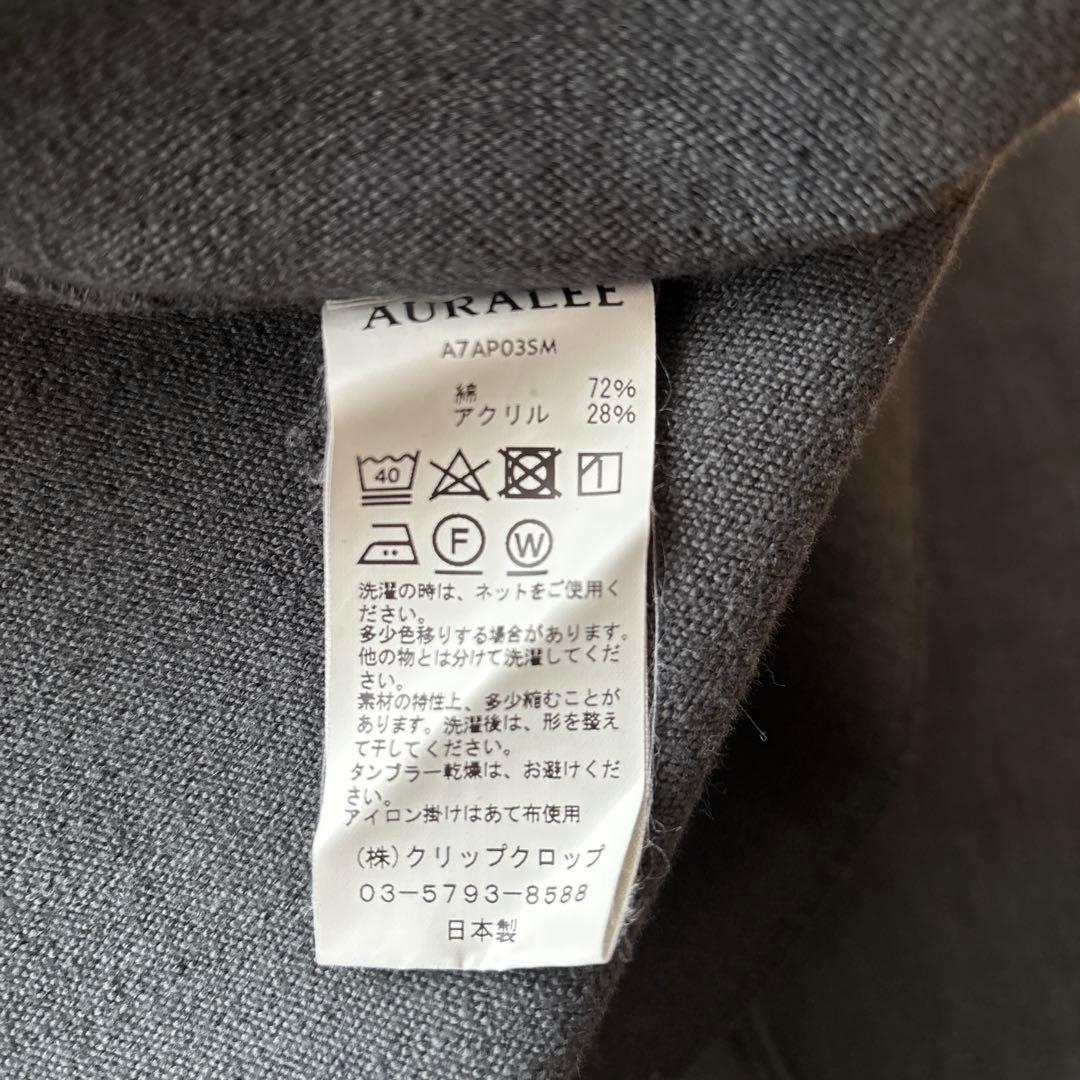 AURALEE
A7AP03SM
綿 72%
アクリル 28%
40
F W
洗濯の時は、ネットをご使用く
ださい。
多少色移りする場合があります。
他の物とは分けて洗濯してくだ
さい。
素材の特性上、多少縮むことが
あります。洗濯後は、形を整え
て干してください。
タンブラー乾燥は、お避けくだ
さい。
アイロン掛けはあて布使用
(株)クリップクロップ
03-5793-8588
日本製